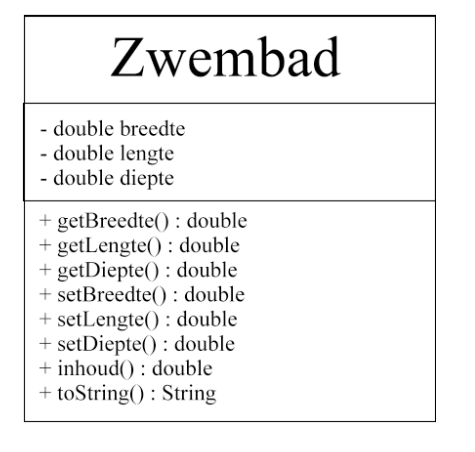 Zwembad
- double breedte
- double lengte
- double diepte
+ getBreedte() : double
+ getLengte() : double
+ getDiepte() : double
+ setBreedte() : double
+ setLengte() : double
+ setDiepte() : double
+ inhoud() : double
+ toString() : String